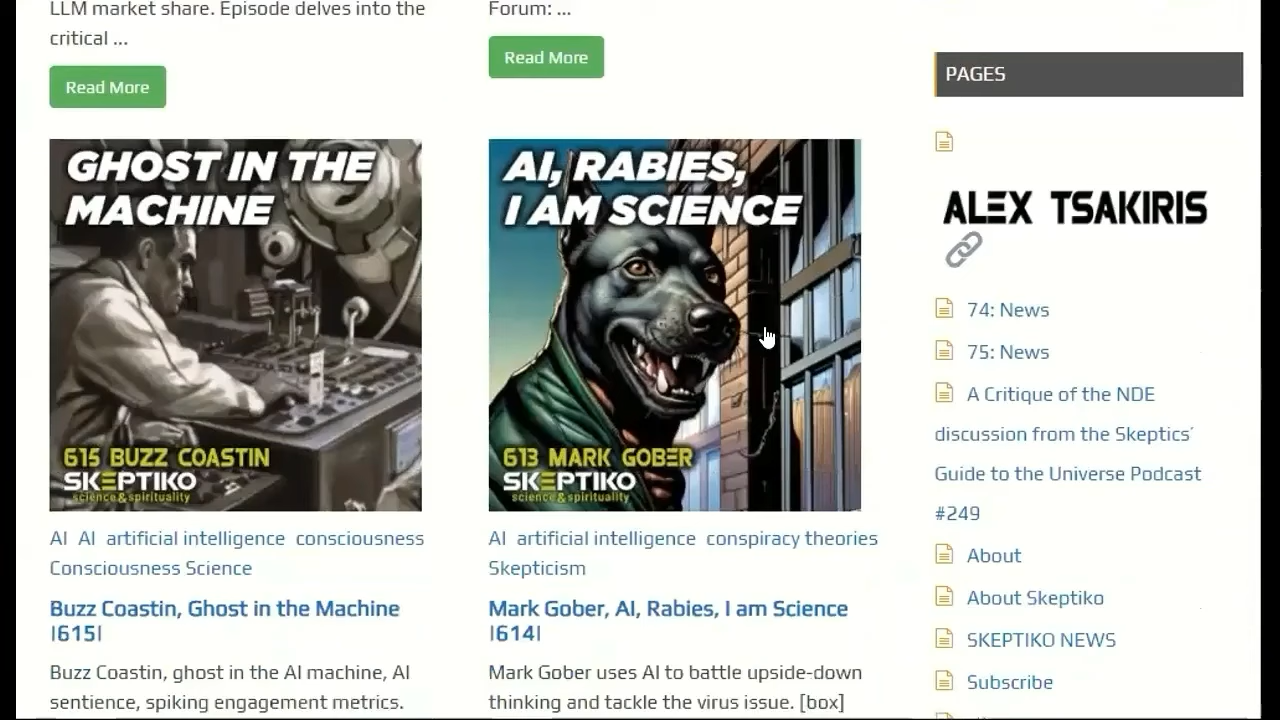 LLM market share. Episode delves into the
critical ...
Read More
Forum: ...
Read More
GHOST IN THE
MACHINE
615 BUZZ COASTIN
SKEPTIKO
science&spirituality
AI AI artificial intelligence consciousness
Consciousness Science
Buzz Coastin, Ghost in the Machine
|615|
Buzz Coastin, ghost in the AI machine, AI
sentience, spiking engagement metrics.
AI, RABIES,
I AM SCIENCE
613 MARK GOBER
SKEPTIKO
science&spirituality
AI artificial intelligence conspiracy theories
Skepticism
Mark Gober, AI, Rabies, I am Science
|614|
Mark Gober uses AI to battle upside-down
thinking and tackle the virus issue. [box]
PAGES
ALEX TSAKIRIS
74: News
75: News
A Critique of the NDE
discussion from the Skeptics’
Guide to the Universe Podcast
#249
About
About Skeptiko
SKEPTIKO NEWS
Subscribe